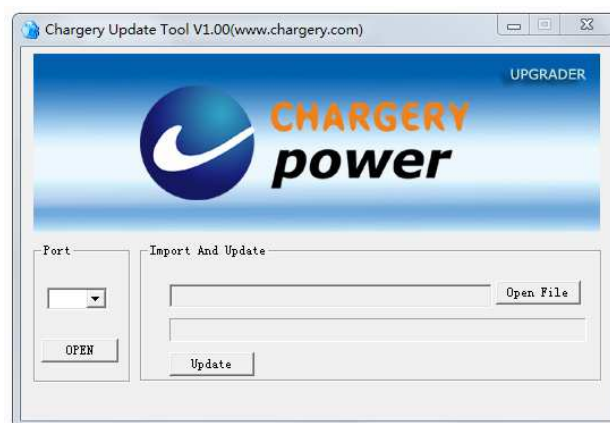 Chargery Update Tool V1.00(www.chargery.com)
UPGRADER
CHARGERY
power
Port
Import And Update
Open File
OPEN
Update